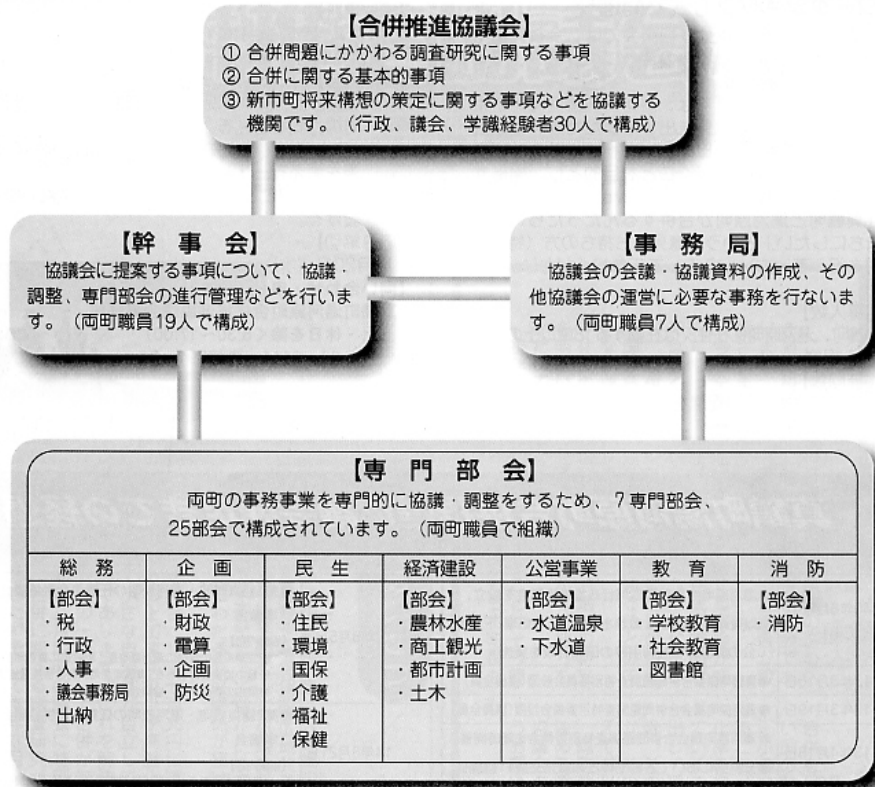 【合併推進協議会】
① 合併問題にかかわる調査研究に関する事項
② 合併に関する基本的事項
③ 新市町将来構想の策定に関する事項などを協議する
機関です。（行政、議会、学識経験者30人で構成）
【幹 事 会】
協議会に提案する事項について、協議・
調整、専門部会の進行管理などを行いま
す。（両町職員19人で構成）
【事 務 局】
協議会の会議・協議資料の作成、その
他協議会の運営に必要な事務を行ないま
す。（両町職員7人で構成）
【専 門 部 会】
両町の事務事業を専門的に協議・調整をするため、7専門部会、
25部会で構成されています。（両町職員で組織）
総 務
【部会】
・税
行政
人事
・議会事務局
・出納
企 画
【部会】
・財政
電算
企画
・防災
民 生
【部会】
・住民
・環境
・国保
・介護
・福祉
・保健
経済建設
【部会】
・農林水産
・商工観光
・都市計画
・土木
公営事業
【部会】
・水道温泉
下水道
教 育
【部会】
・学校教育
・社会教育
図書館
消 防
【部会】
・消防